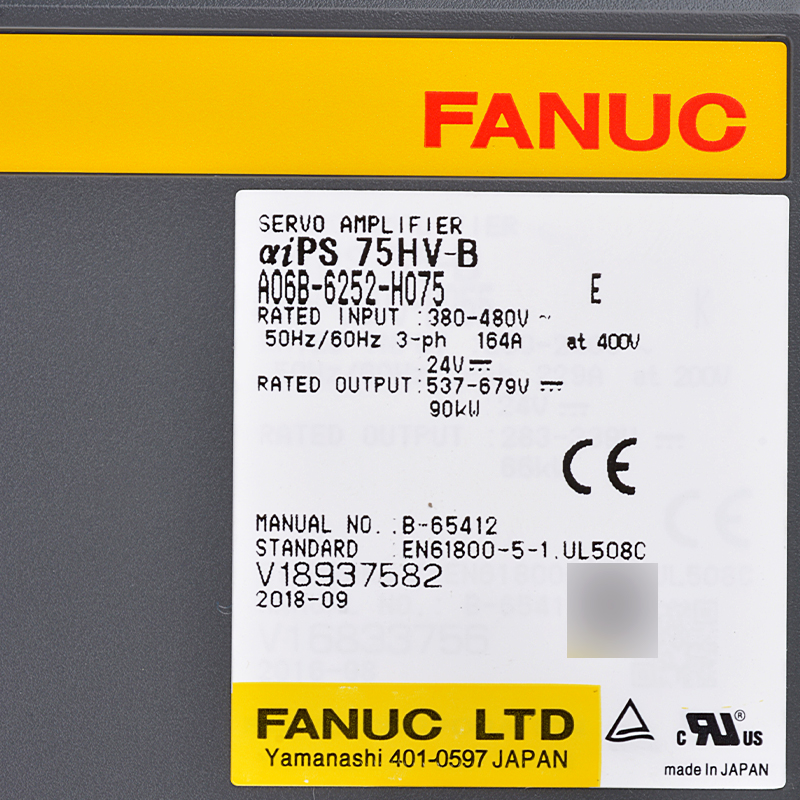 FANUC
SERVO AMPLIFIER
αiPS 75HV-B
A06B-6252-H075 E
RATED INPUT :380-480V ~
50Hz/60Hz 3-ph 164A at 400V
24V ⎓
RATED OUTPUT:537-679V ⎓
90kW
CE
MANUAL NO. :B-65412
STANDARD :EN61800-5-1.UL508C
V18937582
2018-09
FANUC LTD
Yamanashi 401-0597 JAPAN
c RU ® US
made In JAPAN